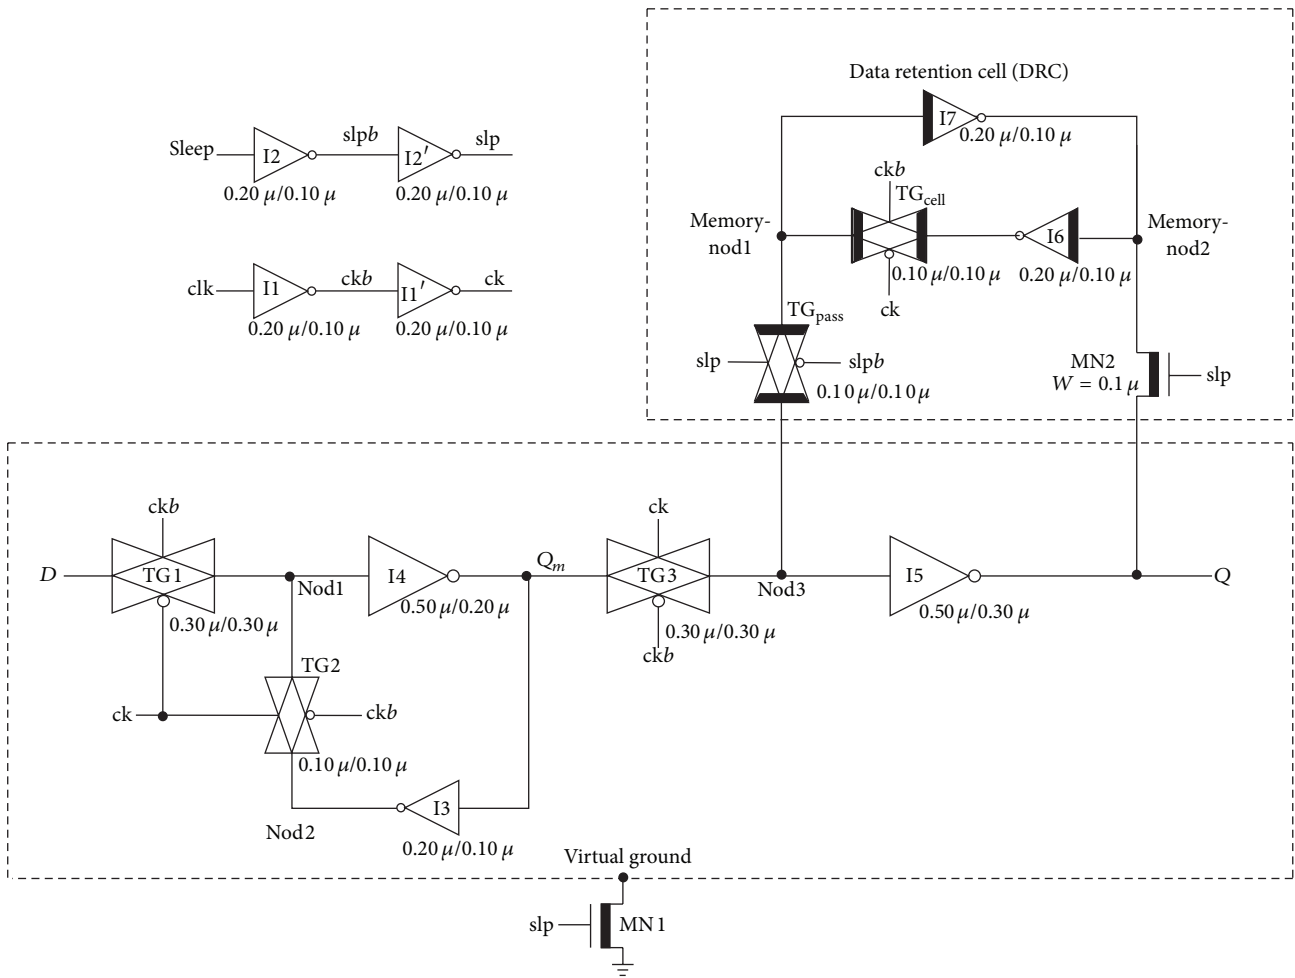 Data retention cell (DRC)
I7
0.20 μ/0.10 μ
Sleep
I2
slpb
I2′
slp
0.20 μ/0.10 μ
0.20 μ/0.10 μ
ckb
TGcell
Memory-
nod1
I6
Memory-
nod2
0.10 μ/0.10 μ
0.20 μ/0.10 μ
ck
clk
I1
ckb
I1′
ck
0.20 μ/0.10 μ
0.20 μ/0.10 μ
TGpass
slp
slpb
0.10 μ/0.10 μ
MN2
W = 0.1 μ
slp
ckb
D
TG1
0.30 μ/0.30 μ
Nod1
I4
0.50 μ/0.20 μ
Qm
ck
TG3
0.30 μ/0.30 μ
ckb
Nod3
I5
0.50 μ/0.30 μ
Q
TG2
ck
ckb
0.10 μ/0.10 μ
I3
Nod2
0.20 μ/0.10 μ
Virtual ground
slp
MN1